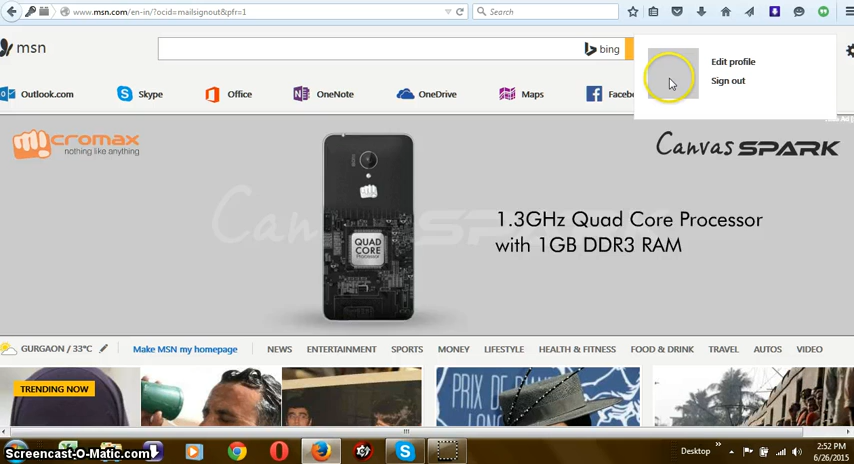 www.msn.com/en-in/?ocid=mailsignout&pfr=1
Search
msn
bing
Edit profile
Sign out
Outlook.com
Skype
Office
OneNote
OneDrive
Maps
Facebo
micromax
nothing like anything
Canvas SPARK
QUAD CORE
Processor
1.3GHz Quad Core Processor
with 1GB DDR3 RAM
GURGAON / 33°C
Make MSN my homepage
NEWS
ENTERTAINMENT
SPORTS
MONEY
LIFESTYLE
HEALTH & FITNESS
FOOD & DRINK
TRAVEL
AUTOS
VIDEO
TRENDING NOW
PRIX DE
LONG
Desktop
2:52 PM
6/26/2015
Screencast-O-Matic.com